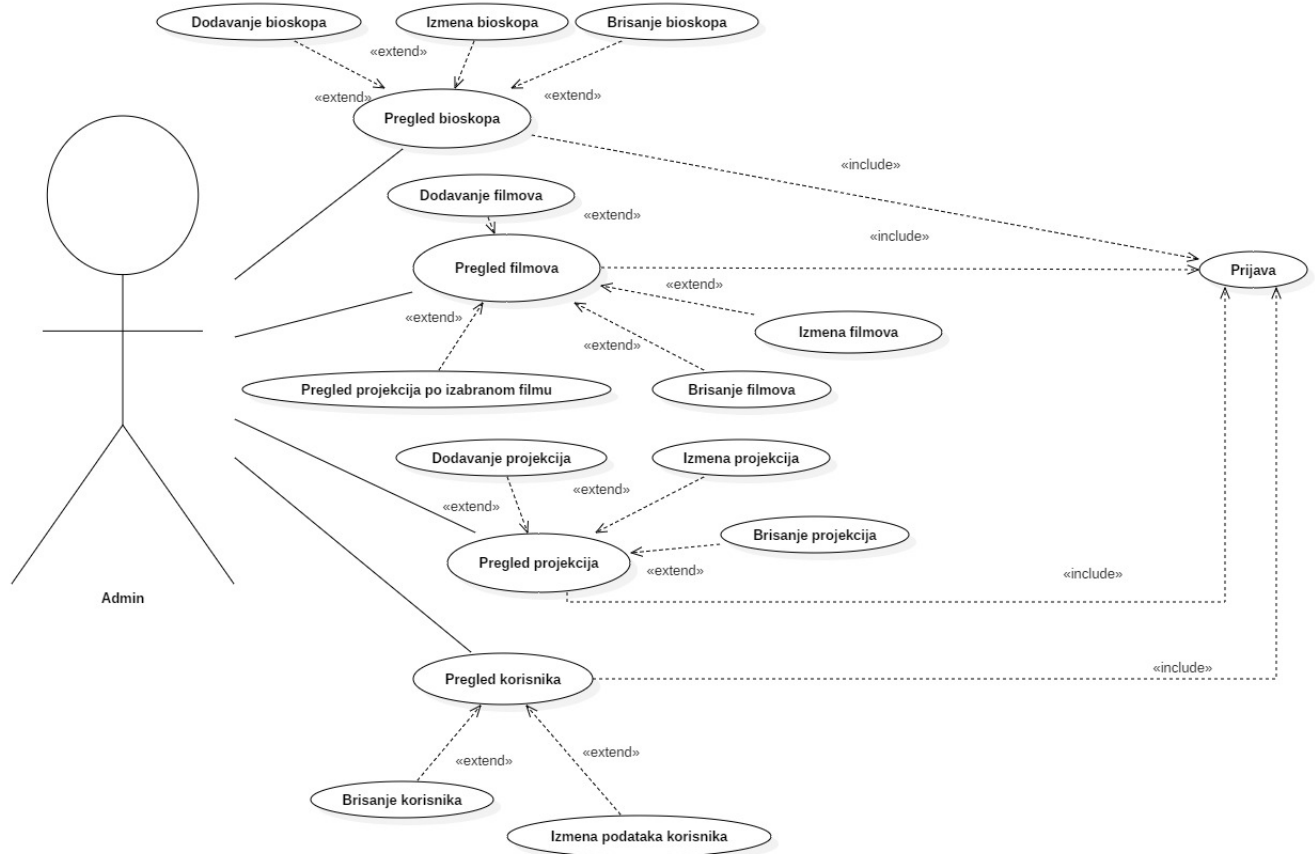 Dodavanje bioskopa
Izmena bioskopa
Brisanje bioskopa
«extend»
«extend»
«extend»
Pregled bioskopa
«include»
Dodavanje filmova
«extend»
«include»
Pregled filmova
Prijava
«extend»
«extend»
Izmena filmova
«extend»
Pregled projekcija po izabranom filmu
Brisanje filmova
Dodavanje projekcija
Izmena projekcija
«extend»
«extend»
Brisanje projekcija
Pregled projekcija
«extend»
«include»
Admin
«include»
Pregled korisnika
«extend»
«extend»
Brisanje korisnika
Izmena podataka korisnika